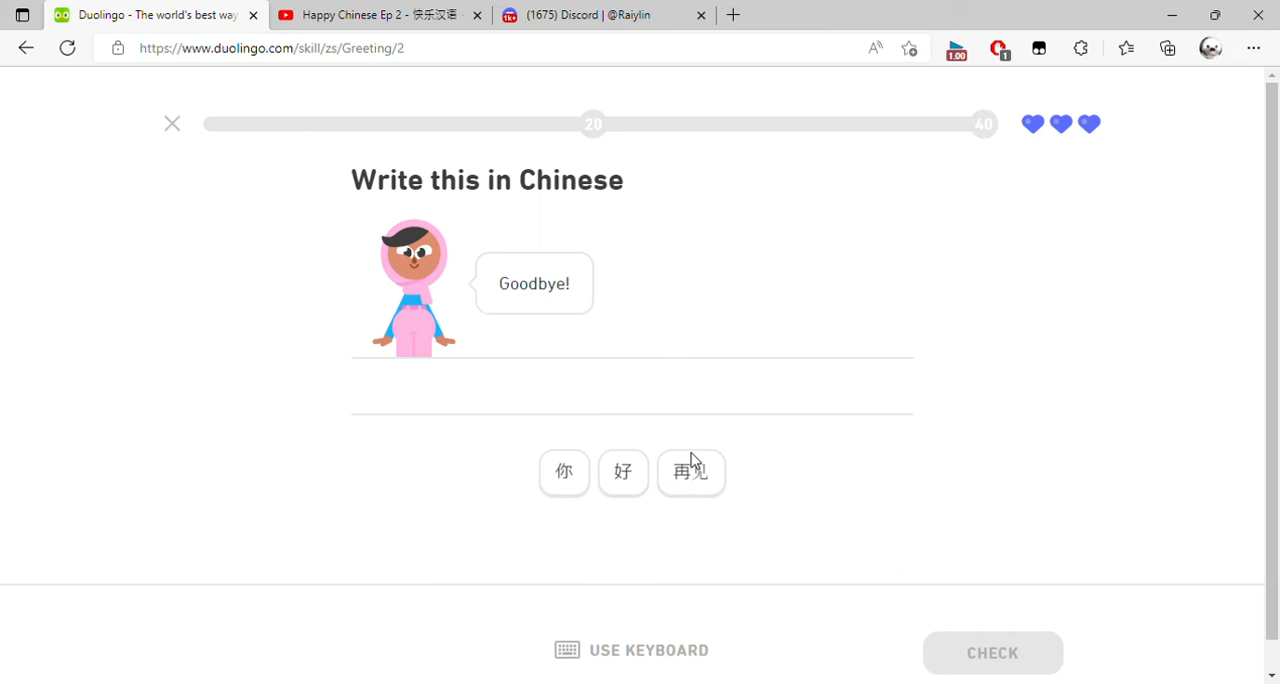 Duolingo - The world's best way
Happy Chinese Ep 2 - 快乐汉语
1K+
(1675) Discord | @Raiylin
https://www.duolingo.com/skill/zs/Greeting/2
A
1.00
1
20
40
Write this in Chinese
Goodbye!
你 好 再见
USE KEYBOARD
CHECK